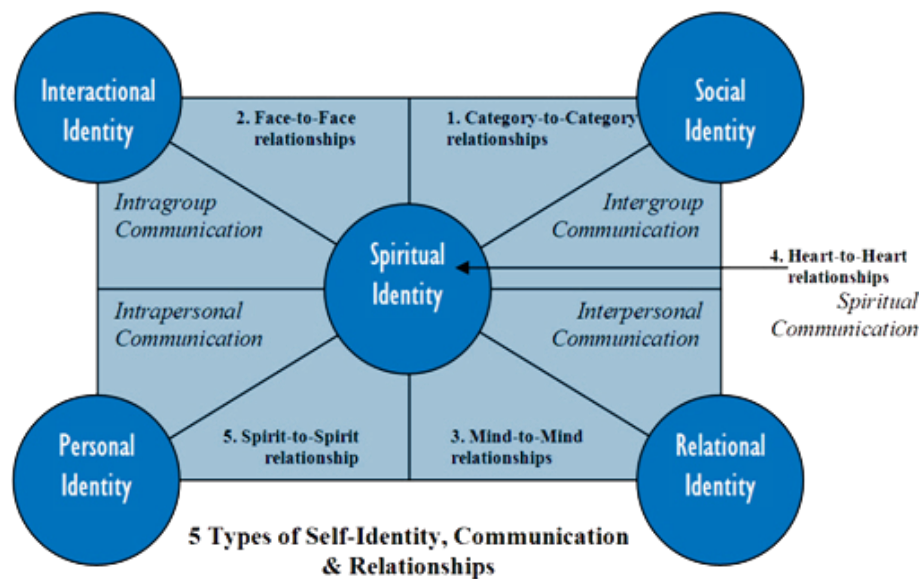 Interactional
Identity
2. Face-to-Face
relationships
1. Category-to-Category
relationships
Social
Identity
Intragroup
Communication
Intergroup
Communication
Spiritual
Identity
4. Heart-to-Heart
relationships
Spiritual
Communication
Intrapersonal
Communication
Interpersonal
Communication
Personal
Identity
5. Spirit-to-Spirit
relationship
3. Mind-to-Mind
relationships
Relational
Identity
5 Types of Self-Identity, Communication
& Relationships